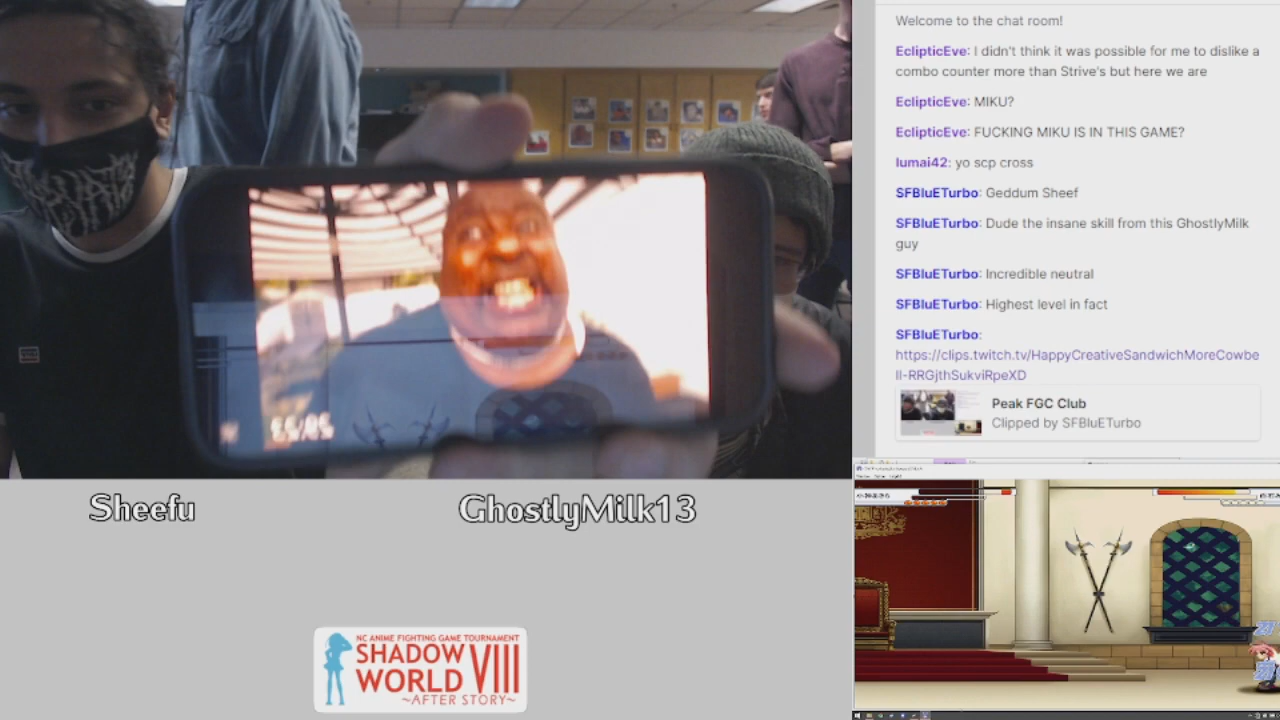 Welcome to the chat room!
EclipticEve: I didn't think it was possible for me to dislike a
combo counter more than Strive's but here we are
EclipticEve: MIKU?
EclipticEve: FUCKING MIKU IS IN THIS GAME?
lumai42: yo scp cross
SFBluETurbo: Geddum Sheef
SFBluETurbo: Dude the insane skill from this GhostlyMilk
guy
SFBluETurbo: Incredible neutral
SFBluETurbo: Highest level in fact
SFBluETurbo:
https://clips.twitch.tv/HappyCreativeSandwichMoreCowbe
ll-RRGjthSukviRpeXD
Peak FGC Club
Clipped by SFBluETurbo
Sheefu
GhostlyMilk13
NC ANIME FIGHTING GAME TOURNAMENT
SHADOW
WORLD VIII
~AFTER STORY~